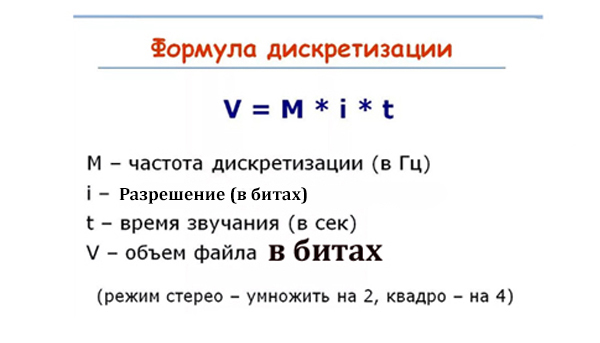 Формула дискретизации
V = M * i * t
M – частота дискретизации (в Гц)
i – Разрешение (в битах)
t – время звучания (в сек)
V – объем файла в битах
(режим стерео – умножить на 2, квадро – на 4)